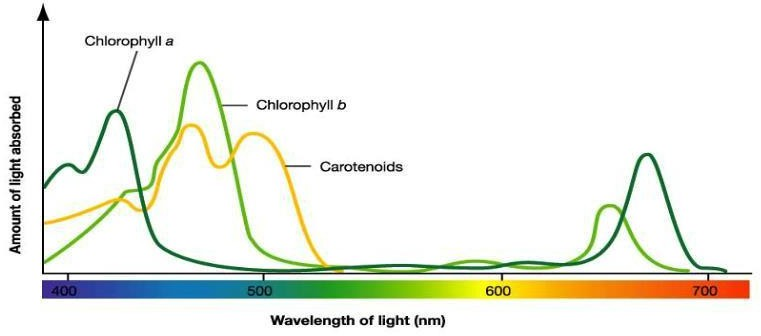 Chlorophyll a
Chlorophyll b
Carotenoids
Amount of light absorbed
400 500 600 700
Wavelength of light (nm)